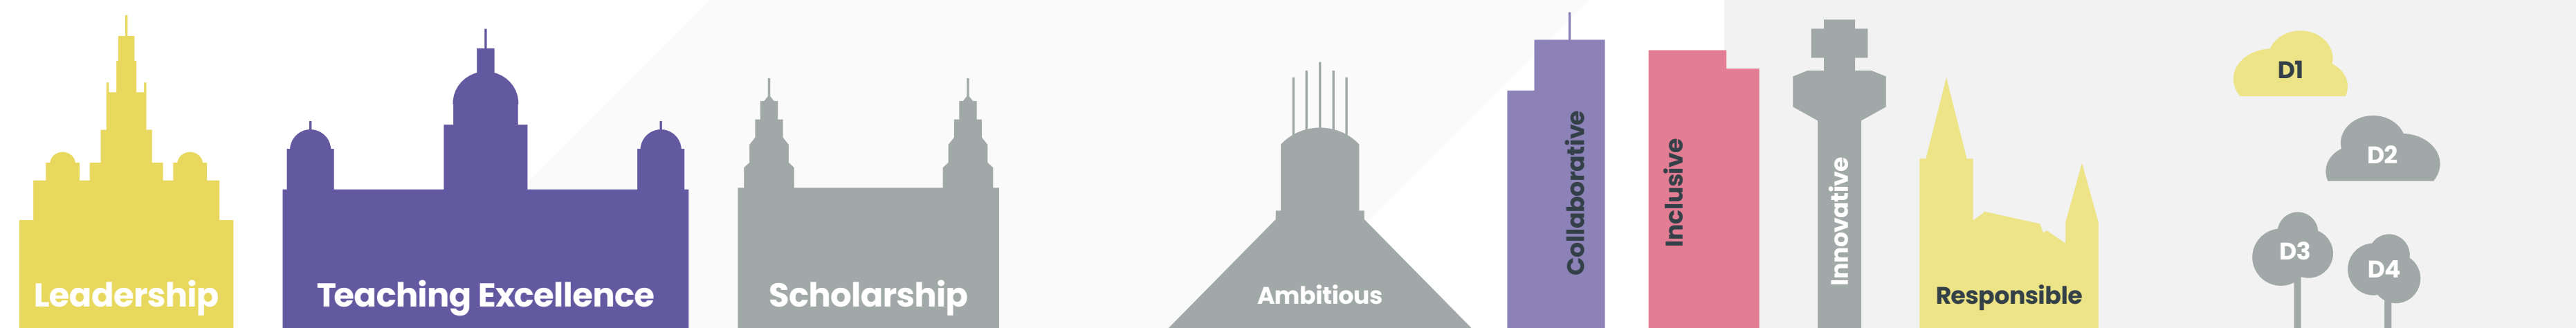 Leadership
Teaching Excellence
Scholarship
Ambitious
Collaborative
Inclusive
Innovative
Responsible
D1
D2
D3
D4